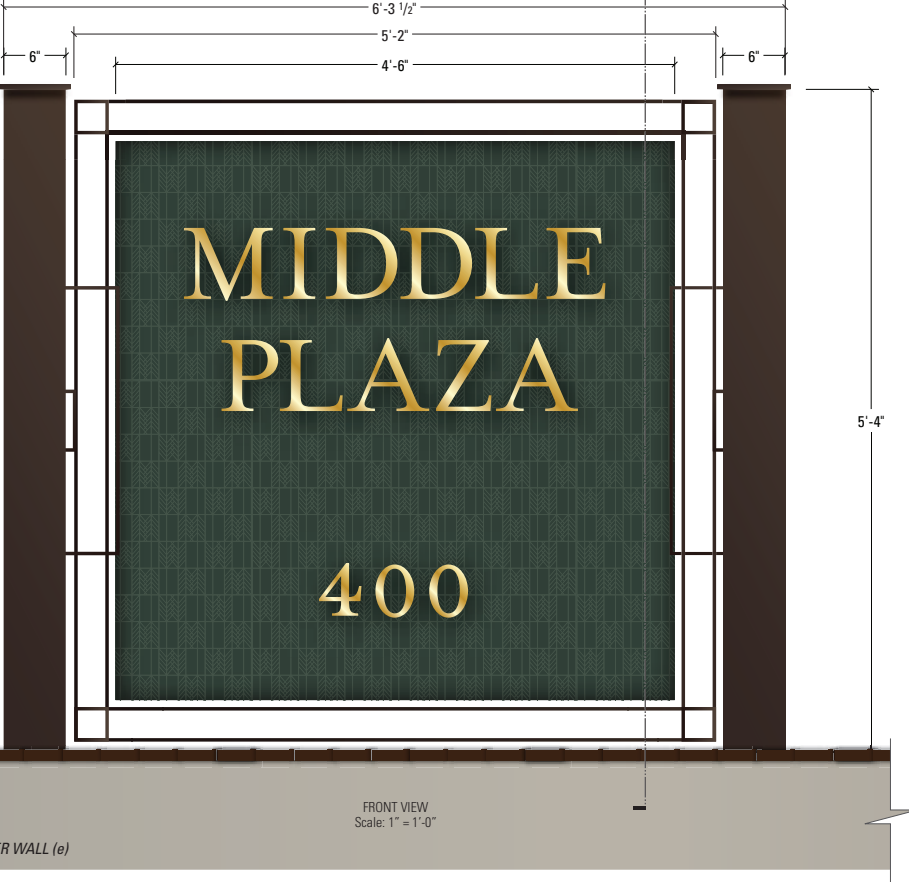 6'-3 1/2"
5'-2"
6"
4'-6"
6"
MIDDLE
PLAZA
5'-4"
400
FRONT VIEW
Scale: 1" = 1'-0"
WALL (e)